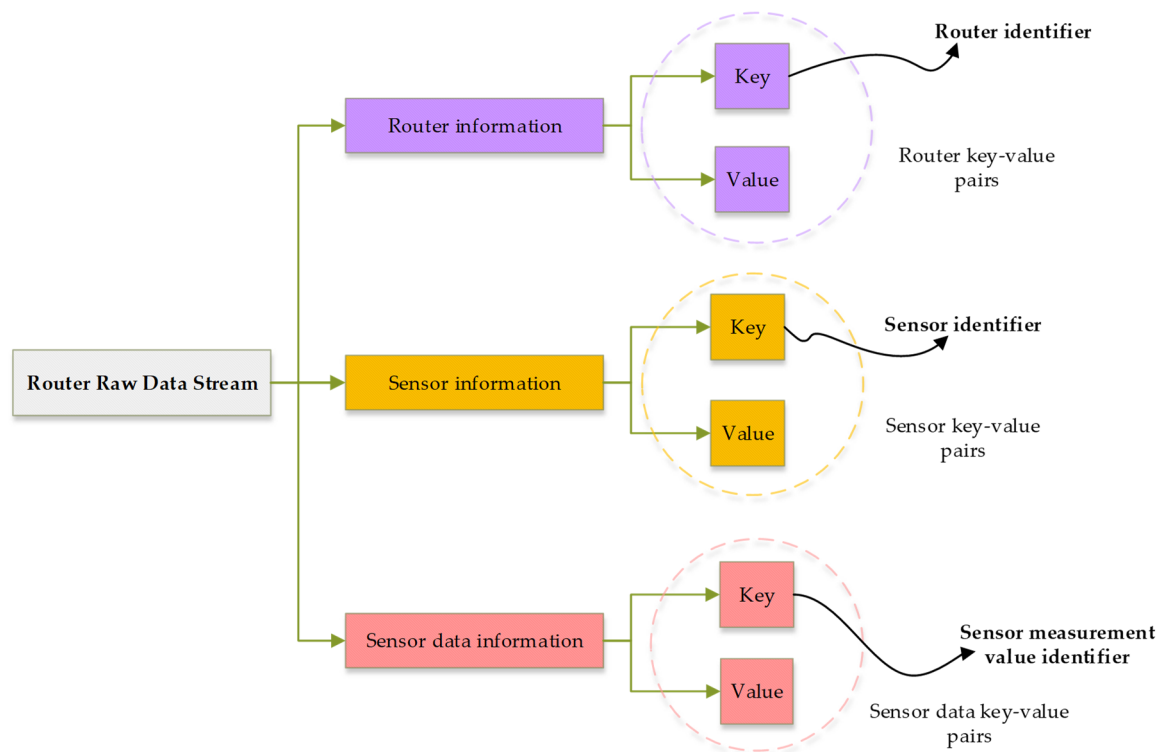 Router identifier
Key
Router information
Router key-value
pairs
Value
Sensor identifier
Key
Router Raw Data Stream
Sensor information
Sensor key-value
pairs
Value
Key
Sensor data information
Sensor measurement
value identifier
Value
Sensor data key-value
pairs